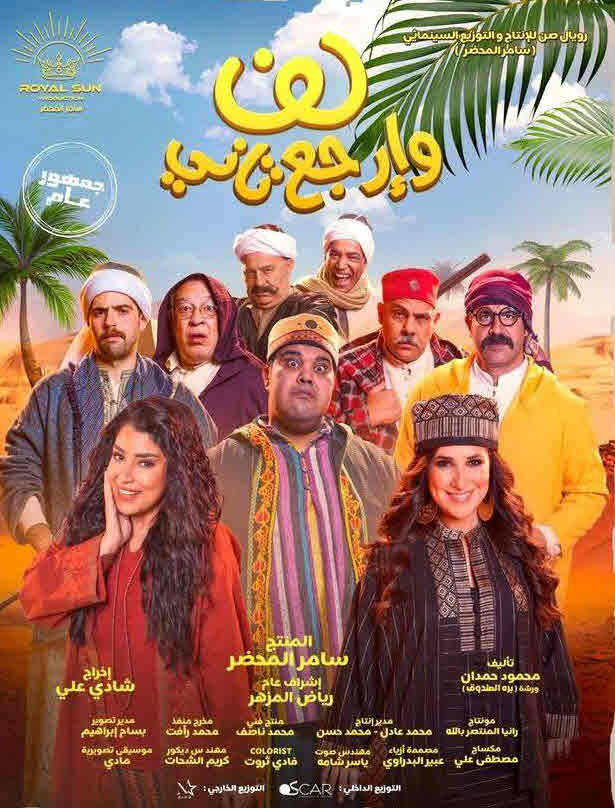 ROYAL SUN
PRODUCTION
سامر المحضر
رويال صن للإنتاج و التوزيع السينمائي
( سامر المحضر )
لف
وإرجع تاني
جمهور
عام
المنتج
سامر المحضر
إشراف عام
رياض المزهر
إخراج
شادي علي
تأليف
محمود حمدان
ورشة ( بره الصندوق )
مونتاج
رانيا المنتصر بالله
مدير إنتاج
محمد عادل - محمد حسن
منتج فني
محمد ناصف
مخرج منفذ
محمد رأفت
مدير تصوير
بسام إبراهيم
مكساج
مصطفى علي
مصممة أزياء
عبير البدراوي
مهندس صوت
ياسر شامه
COLORIST
فادي ثروت
مهندس ديكور
كريم الشحات
موسيقى تصويرية
مادي
التوزيع الداخلي :
OSCAR
التوزيع الخارجي :